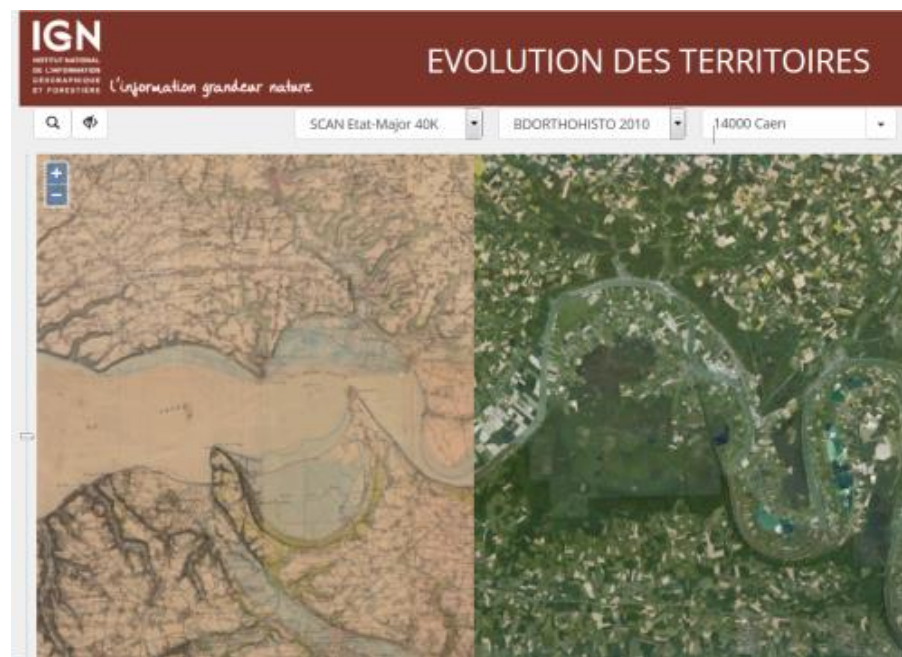 IGN
INSTITUT NATIONAL
DE L'INFORMATION
GÉOGRAPHIQUE
ET FORESTIÈRE
l'information grandeur nature
EVOLUTION DES TERRITOIRES
SCAN Etat-Major 40K
BDORTHOHISTO 2010
14000 Caen
+
−